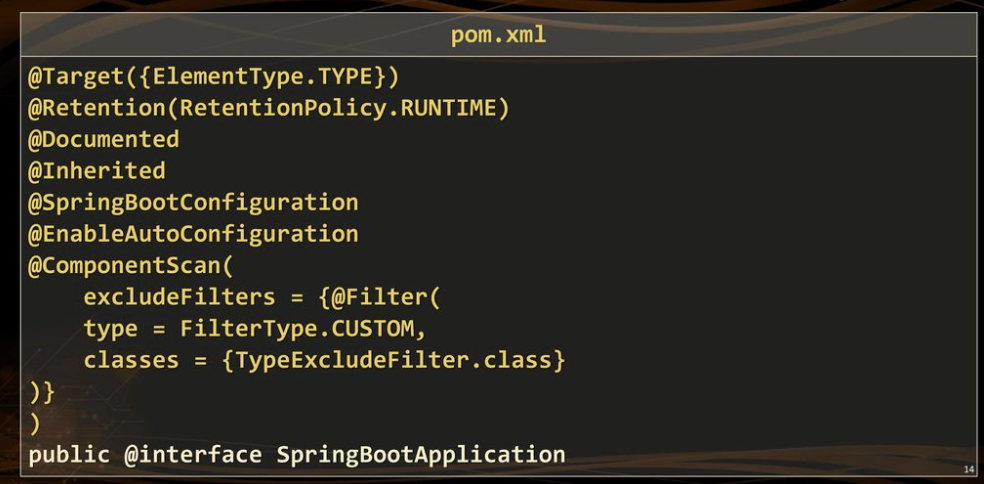 pom.xml
@Target({ElementType.TYPE})
@Retention(RetentionPolicy.RUNTIME)
@Documented
@Inherited
@SpringBootConfiguration
@EnableAutoConfiguration
@ComponentScan(
    excludeFilters = {@Filter(
    type = FilterType.CUSTOM,
    classes = {TypeExcludeFilter.class}
)}
)
public @interface SpringBootApplication
14